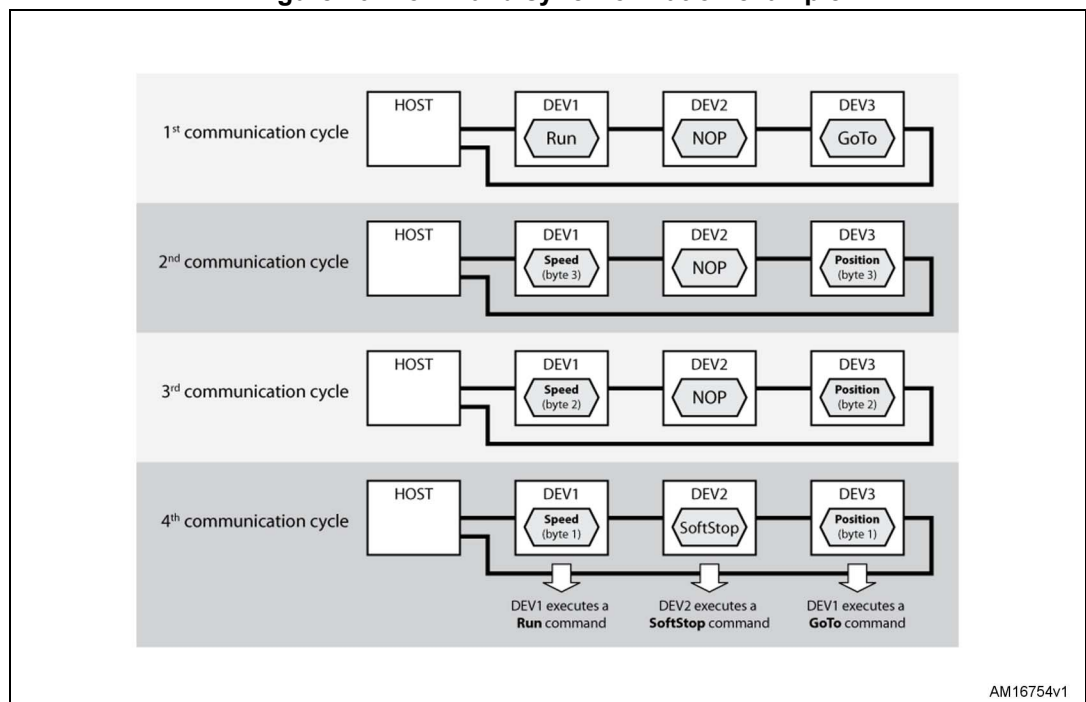 HOST DEV1 DEV2 DEV3
1st communication cycle Run NOP GoTo
HOST DEV1 DEV2 DEV3
2nd communication cycle Speed (byte 3) NOP Position (byte 3)
HOST DEV1 DEV2 DEV3
3rd communication cycle Speed (byte 2) NOP Position (byte 2)
HOST DEV1 DEV2 DEV3
4th communication cycle Speed (byte 1) SoftStop Position (byte 1)
DEV1 executes a DEV2 executes a DEV1 executes a
Run command SoftStop command GoTo command
AM16754v1